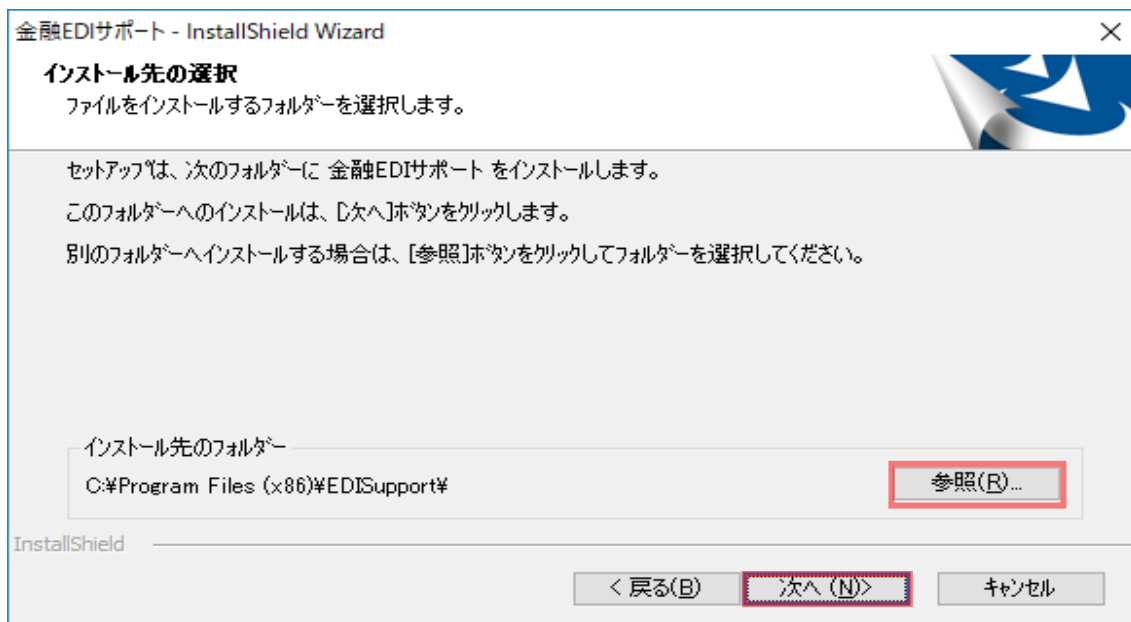 金融EDIサポート - InstallShield Wizard
インストール先の選択
ファイルをインストールするフォルダーを選択します。
セットアップは、次のフォルダーに 金融EDIサポート をインストールします。
このフォルダーへのインストールは、[次へ]ボタンをクリックします。
別のフォルダーへインストールする場合は、[参照]ボタンをクリックしてフォルダーを選択してください。
インストール先のフォルダー
C:¥Program Files (x86)¥EDISupport¥
参照(R)...
InstallShield
< 戻る(B)
次へ (N)>
キャンセル